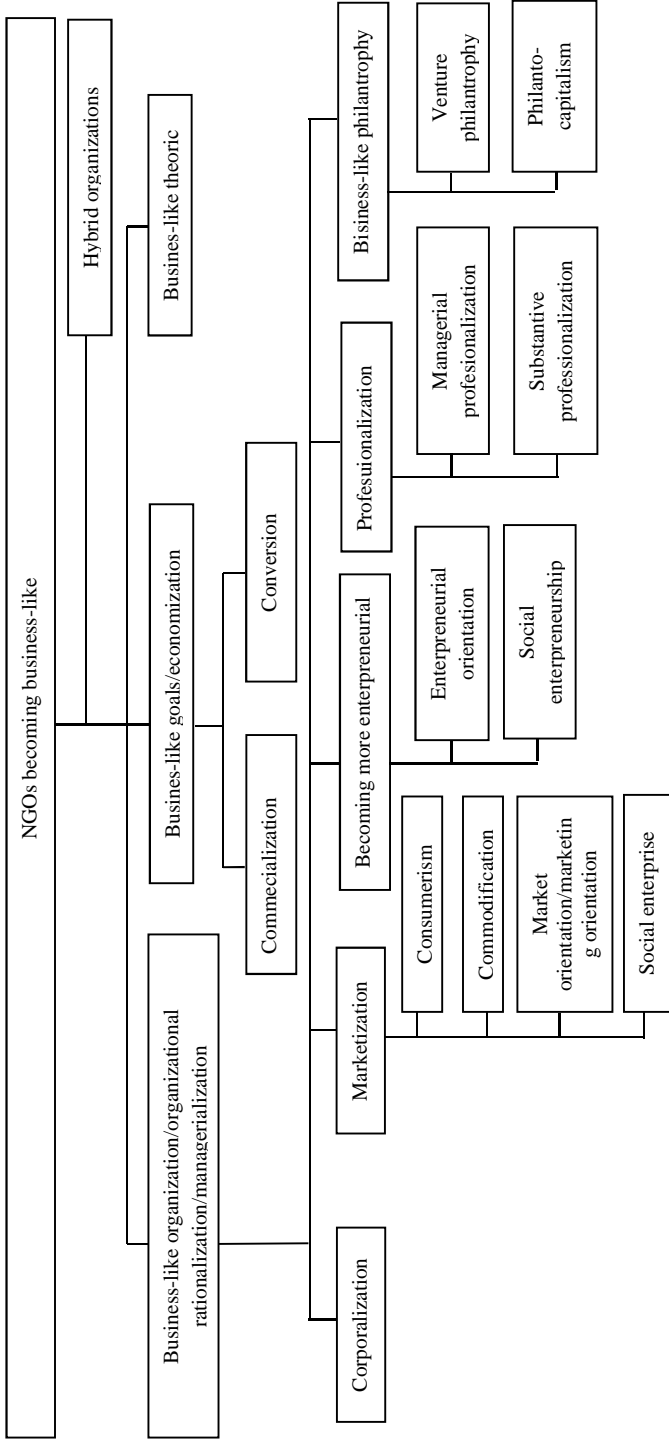 NGOs becoming business-like
Hybrid organizations
Business-like organization/organizational
rationalization/managerialization
Busines-like goals/economization
Busines-like theoric
Commecialization
Conversion
Corporalization
Marketization
Becoming more enterpreneurial
Profesuionalization
Bisiness-like philantrophy
Consumerism
Commodification
Market
orientation/marketin
g orientation
Social enterprise
Enterpreneurial
orientation
Social
enterpreneurship
Managerial
profesionalization
Substantive
professionalization
Venture
philantrophy
Philanto-
capitalism